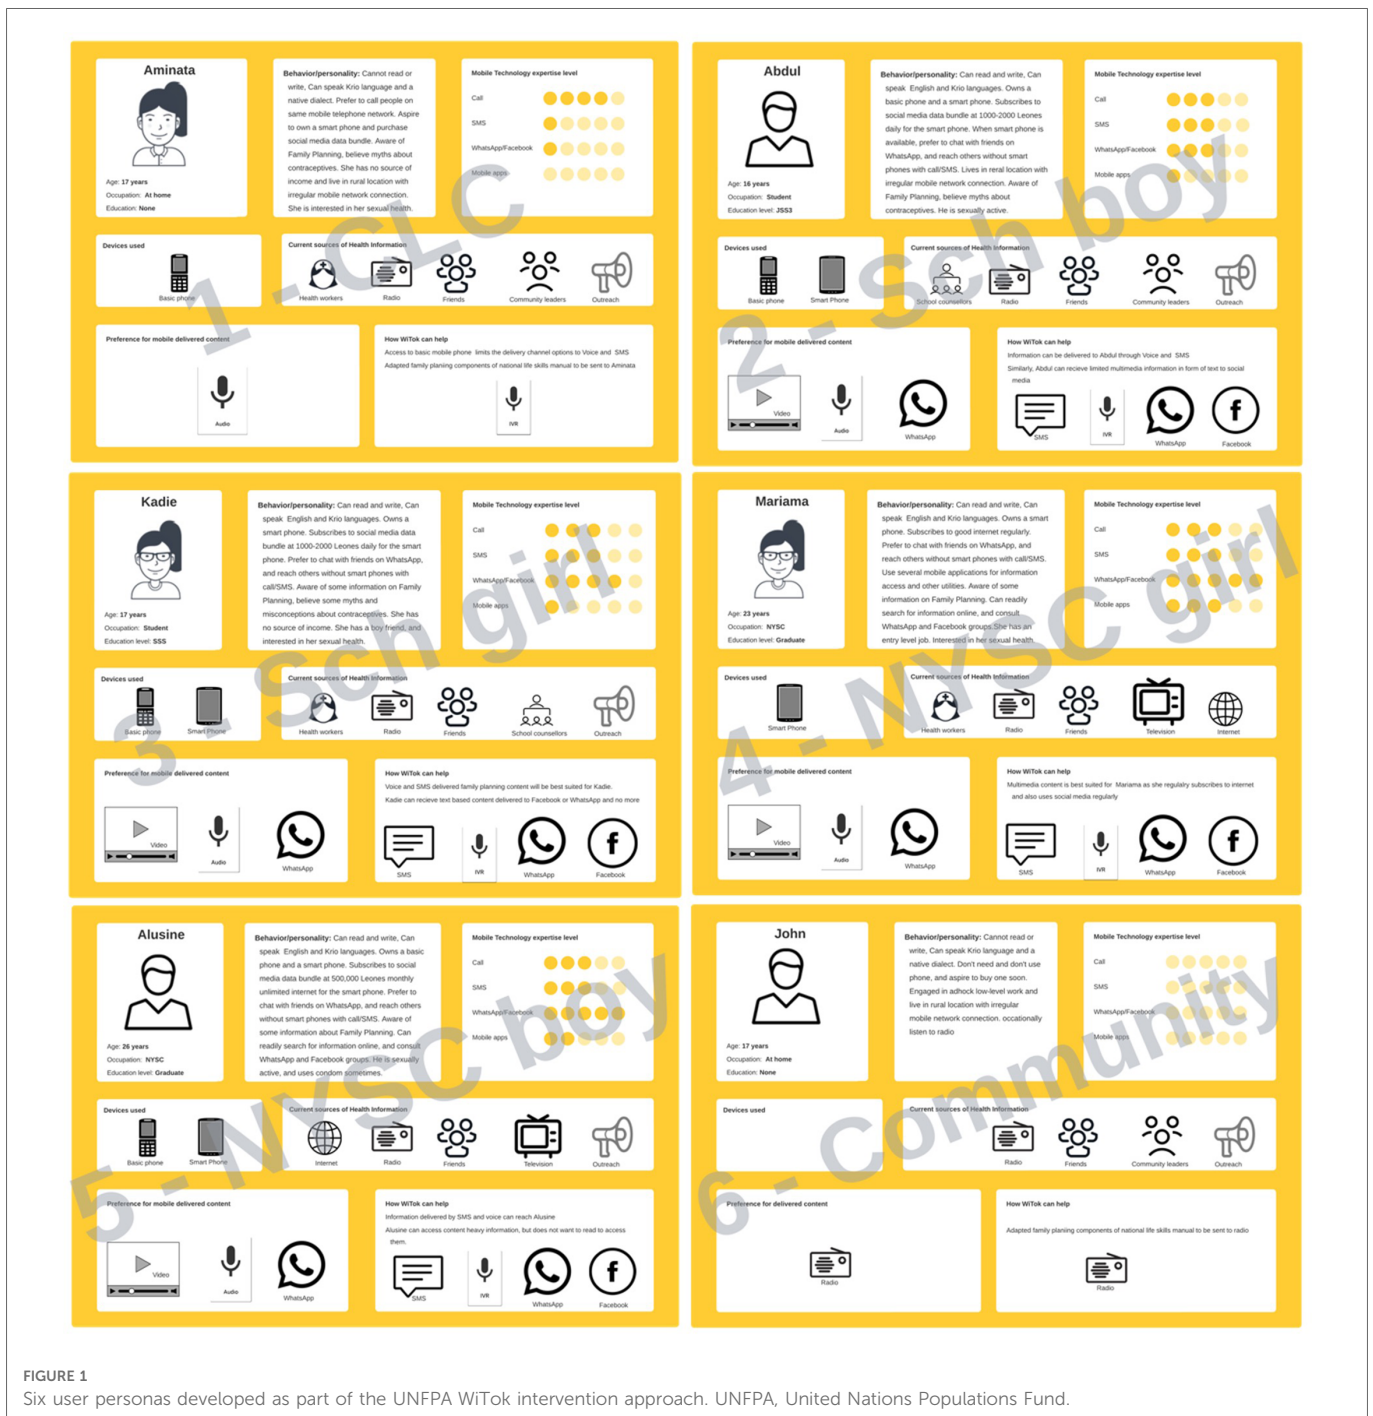 Aminata
Age: 17 years
Occupation: At home
Education: None
Behavior/personality: Cannot read or
write, Can speak Krio language and a
native dialect. Prefer to call people on
same mobile telephone network. Aspire
to own a smart phone and purchase
social media data bundle. Aware of
Family Planning, believe myths about
contraceptives. She has no source of
income and live in rural location with
irregular mobile network connection.
She is interested in her sexual health.
Mobile Technology expertise level
Call
SMS
WhatsApp/Facebook
Mobile apps
Devices used
Basic phone
Current sources of Health Information
Health workers
Radio
Friends
Community leaders
Outreach
Preference for mobile delivered content
Audio
How WiTok can help
Access to basic mobile phone limits the delivery channel options to Voice and SMS
Adapted family planing components of national life skills manual to be sent to Aminata
IVR
1 - CLC
Abdul
Age: 16 years
Occupation: Student
Education level: JSS3
Behavior/personality: Can read and write, Can
speak English and Krio languages. Owns a
basic phone and a smart phone. Subscribes to
social media data bundle at 1000-2000 Leones
daily for the smart phone. When smart phone is
available, prefer to chat with friends on
WhatsApp, and reach others without smart
phones with call/SMS. Lives in reral location with
irregular mobile network connection. Aware of
Family Planning, believe myths about
contraceptives. He is sexually active.
Mobile Technology expertise level
Call
SMS
WhatsApp/Facebook
Mobile apps
Devices used
Basic phone
Smart Phone
Current sources of Health Information
School counsellors
Radio
Friends
Community leaders
Outreach
Preference for mobile delivered content
Video
Audio
WhatsApp
How WiTok can help
Information can be delivered to Abdul through Voice and SMS
Similarly, Abdul can recieve limited multimedia information in form of text to social
media
SMS
IVR
WhatsApp
Facebook
2 - Sch boy
Kadie
Age: 17 years
Occupation: Student
Education level: SSS
Behavior/personality: Can read and write, Can
speak English and Krio languages. Owns a
smart phone. Subscribes to social media data
bundle at 1000-2000 Leones daily for the smart
phone. Prefer to chat with friends on WhatsApp,
and reach others without smart phones with
call/SMS. Aware of some information on Family
Planning, believe some myths and
misconceptions about contraceptives. She has
no source of income. She has a boy friend, and
interested in her sexual health.
Mobile Technology expertise level
Call
SMS
WhatsApp/Facebook
Mobile apps
Devices used
Basic phone
Smart Phone
Current sources of Health Information
Health workers
Radio
Friends
School counsellors
Outreach
Preference for mobile delivered content
Video
Audio
WhatsApp
How WiTok can help
Voice and SMS delivered family planning content will be best suited for Kadie.
Kadie can recieve text based content delivered to Facebook or WhatsApp and no more
SMS
IVR
WhatsApp
Facebook
3 - Sch girl
Mariama
Age: 23 years
Occupation: NYSC
Education level: Graduate
Behavior/personality: Can read and write, Can
speak English and Krio languages. Owns a smart
phone. Subscribes to good internet regularly.
Prefer to chat with friends on WhatsApp, and
reach others without smart phones with call/SMS.
Use several mobile applications for information
access and other utilities. Aware of some
information on Family Planning. Can readily
search for information online, and consult
WhatsApp and Facebook groups.She has an
entry level job. Interested in her sexual health.
Mobile Technology expertise level
Call
SMS
WhatsApp/Facebook
Mobile apps
Devices used
Smart Phone
Current sources of Health Information
Health workers
Radio
Friends
Television
Internet
Preference for mobile delivered content
Video
Audio
WhatsApp
How WiTok can help
Multimedia content is best suited for Mariama as she regulalry subscribes to internet
and also uses social media regularly
SMS
IVR
WhatsApp
Facebook
4 - NYSC girl
Alusine
Age: 26 years
Occupation: NYSC
Education level: Graduate
Behavior/personality: Can read and write, Can
speak English and Krio languages. Owns a basic
phone and a smart phone. Subscribes to social
media data bundle at 500,000 Leones monthly
unlimited internet for the smart phone. Prefer to
chat with friends on WhatsApp, and reach others
without smart phones with call/SMS. Aware of
some information about Family Planning. Can
readily search for information online, and consult
WhatsApp and Facebook groups. He is sexually
active, and uses condom sometimes.
Mobile Technology expertise level
Call
SMS
WhatsApp/Facebook
Mobile apps
Devices used
Basic phone
Smart Phone
Current sources of Health Information
Internet
Radio
Friends
Television
Outreach
Preference for mobile delivered content
Video
Audio
WhatsApp
How WiTok can help
Information delivered by SMS and voice can reach Alusine
Alusine can access content heavy information, but does not want to read to access
them.
SMS
IVR
WhatsApp
Facebook
5 - NYSC boy
John
Age: 17 years
Occupation: At home
Education: None
Behavior/personality: Cannot read or
write, Can speak Krio language and a
native dialect. Don't need and don't use
phone, and aspire to buy one soon.
Engaged in adhock low-level work and
live in rural location with irregular
mobile network connection. occationally
listen to radio
Mobile Technology expertise level
Call
SMS
WhatsApp/Facebook
Mobile apps
Devices used
Current sources of Health Information
Radio
Friends
Community leaders
Outreach
Preference for delivered content
Radio
How WiTok can help
Adapted family planiing components of national life skills manual to be sent to radio
Radio
6 - Community
FIGURE 1
Six user personas developed as part of the UNFPA WiTok intervention approach. UNFPA, United Nations Populations Fund.